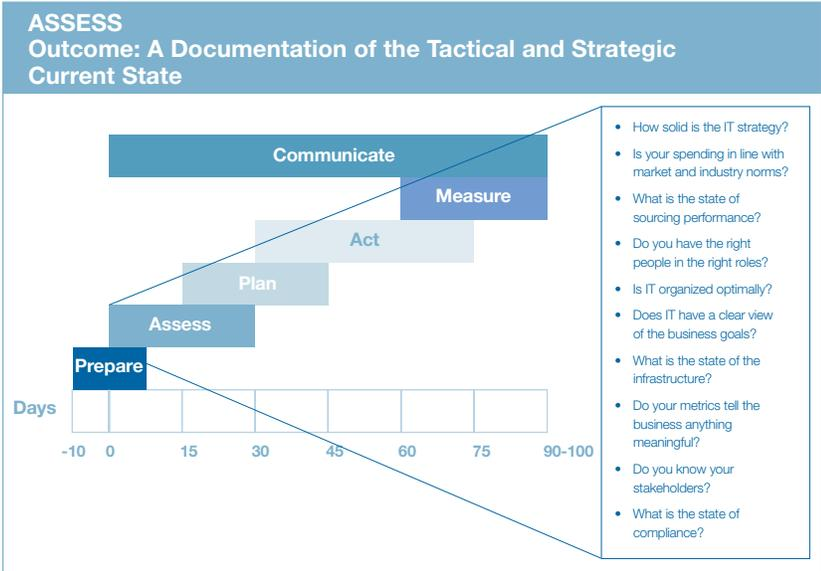 ASSESS
Outcome: A Documentation of the Tactical and Strategic
Current State
Communicate
Measure
Act
Plan
Assess
Prepare
Days
-10 0 15 30 45 60 75 90-100
• How solid is the IT strategy?
• Is your spending in line with
market and industry norms?
• What is the state of
sourcing performance?
• Do you have the right
people in the right roles?
• Is IT organized optimally?
• Does IT have a clear view
of the business goals?
• What is the state of the
infrastructure?
• Do your metrics tell the
business anything
meaningful?
• Do you know your
stakeholders?
• What is the state of
compliance?